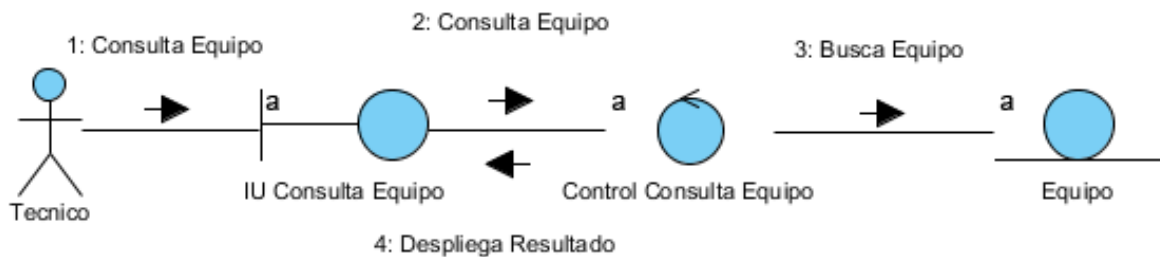 2: Consulta Equipo
1: Consulta Equipo
3: Busca Equipo
a
a
a
IU Consulta Equipo
Control Consulta Equipo
Equipo
Tecnico
4: Despliega Resultado